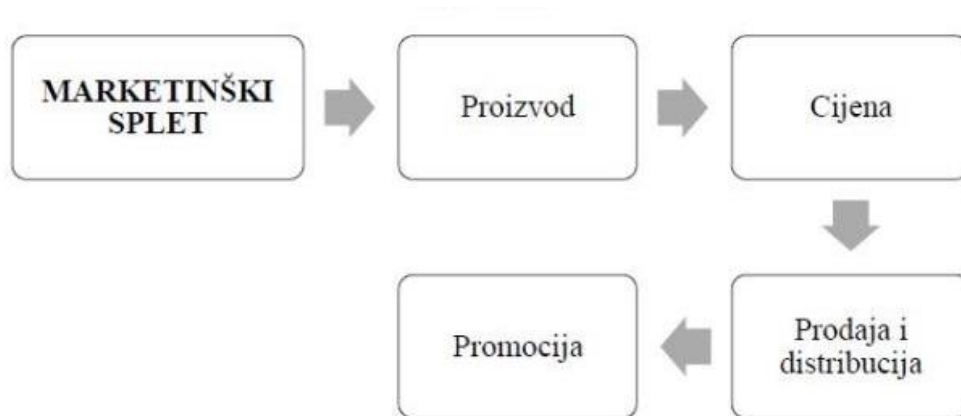 MARKETINŠKI
SPLET
Proizvod
Cijena
Prodaja i
distribucija
Promocija